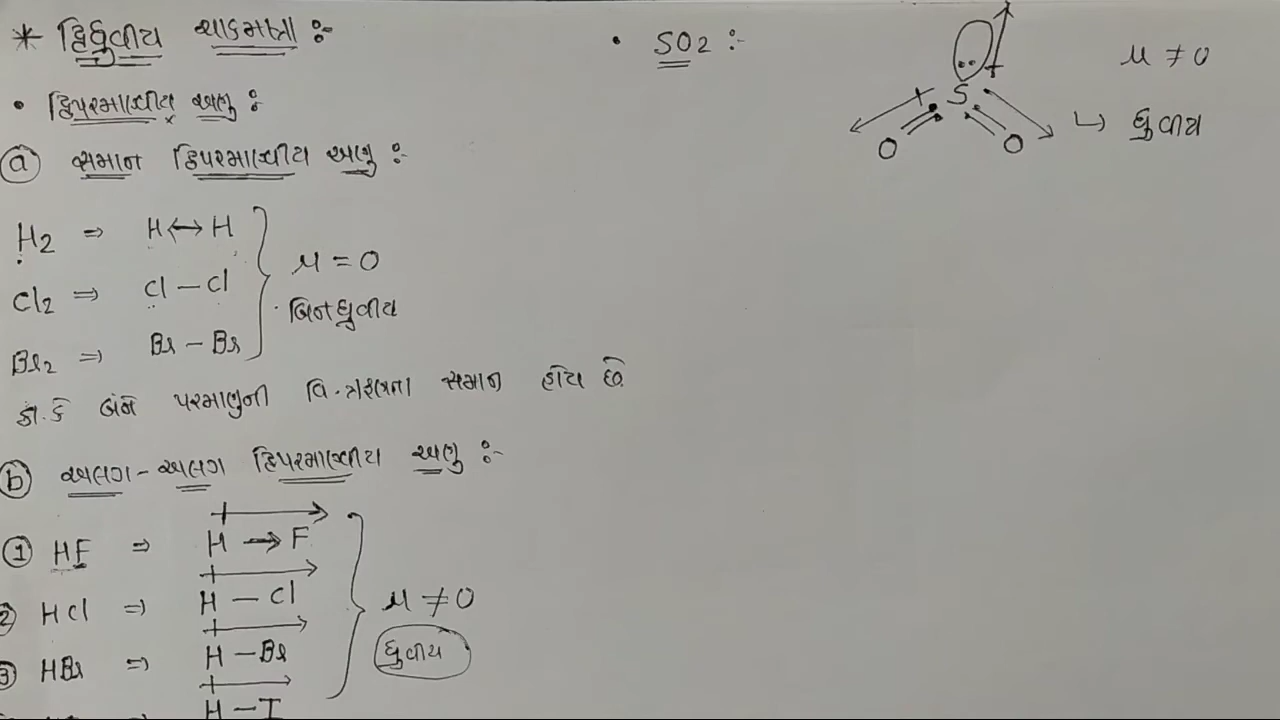 * દ્વિધ્રુવીય ચાકમાત્રા :-
• દ્વિપરમાણ્વીય અણુ :
ⓐ સમાન દ્વિપરમાણ્વીય અણુ :-
H2 ⇒ H ↔ H
Cl2 ⇒ Cl – Cl
μ = 0
બિનધ્રુવીય
Br2 ⇒ Br – Br
કા.કે બંને પરમાણુની વિ.ઋણતા સમાન હોય છે
ⓑ અલગ-અલગ દ્વિપરમાણ્વીય અણુ :-
① HF ⇒ H → F
② HCl ⇒ H – Cl
μ ≠ 0
ધ્રુવીય
③ HBr ⇒ H – Br
H – I
• SO2 :-
S
O O
μ ≠ 0
↳ ધ્રુવીય